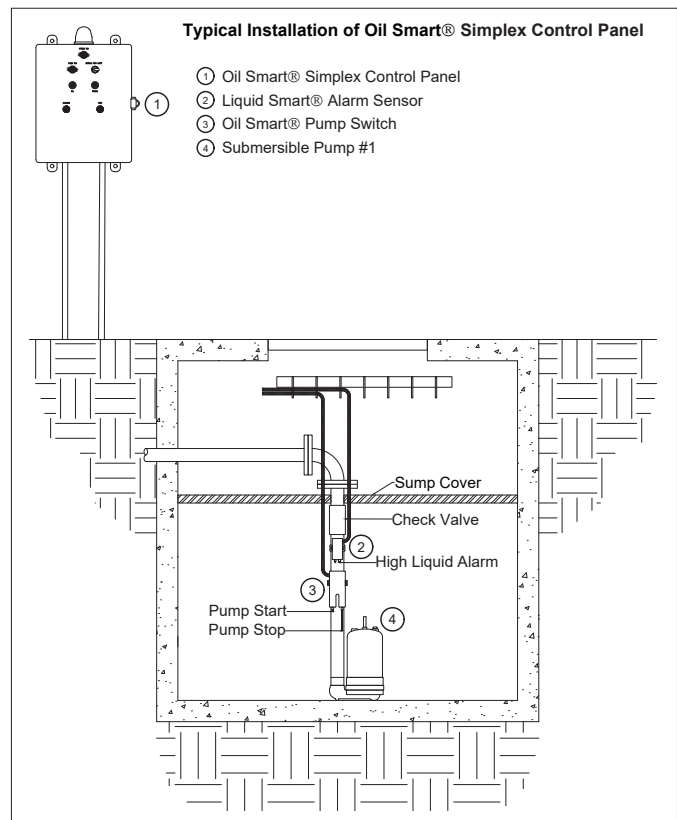 Typical Installation of Oil Smart® Simplex Control Panel
1 Oil Smart® Simplex Control Panel
2 Liquid Smart® Alarm Sensor
3 Oil Smart® Pump Switch
4 Submersible Pump #1
1
Sump Cover
Check Valve
2
High Liquid Alarm
3
Pump Start
4
Pump Stop